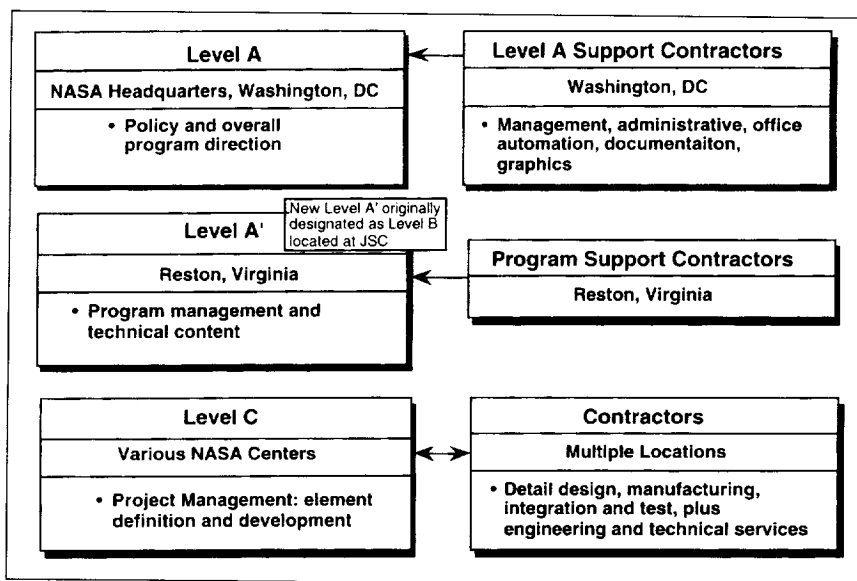 Level A
NASA Headquarters, Washington, DC
• Policy and overall
program direction
Level A Support Contractors
Washington, DC
• Management, administrative, office
automation, documentaiton,
graphics
New Level A' originally
designated as Level B
located at JSC
Level A'
Reston, Virginia
• Program management and
technical content
Program Support Contractors
Reston, Virginia
Level C
Various NASA Centers
• Project Management: element
definition and development
Contractors
Multiple Locations
• Detail design, manufacturing,
integration and test, plus
engineering and technical services